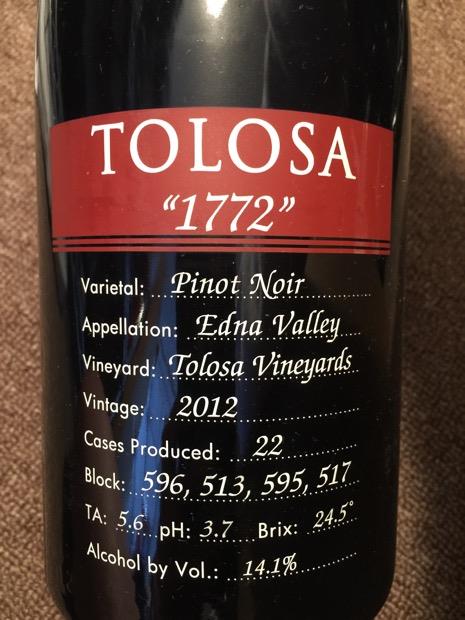 TOLOSA
"1772"
Varietal: Pinot Noir
Appellation: Edna Valley
Vineyard: Tolosa Vineyards
Vintage: 2012
Cases Produced: 22
Block: 596, 513, 595, 517
TA: 5.6 pH: 3.7 Brix: 24.5°
Alcohol by Vol.: 14.1%